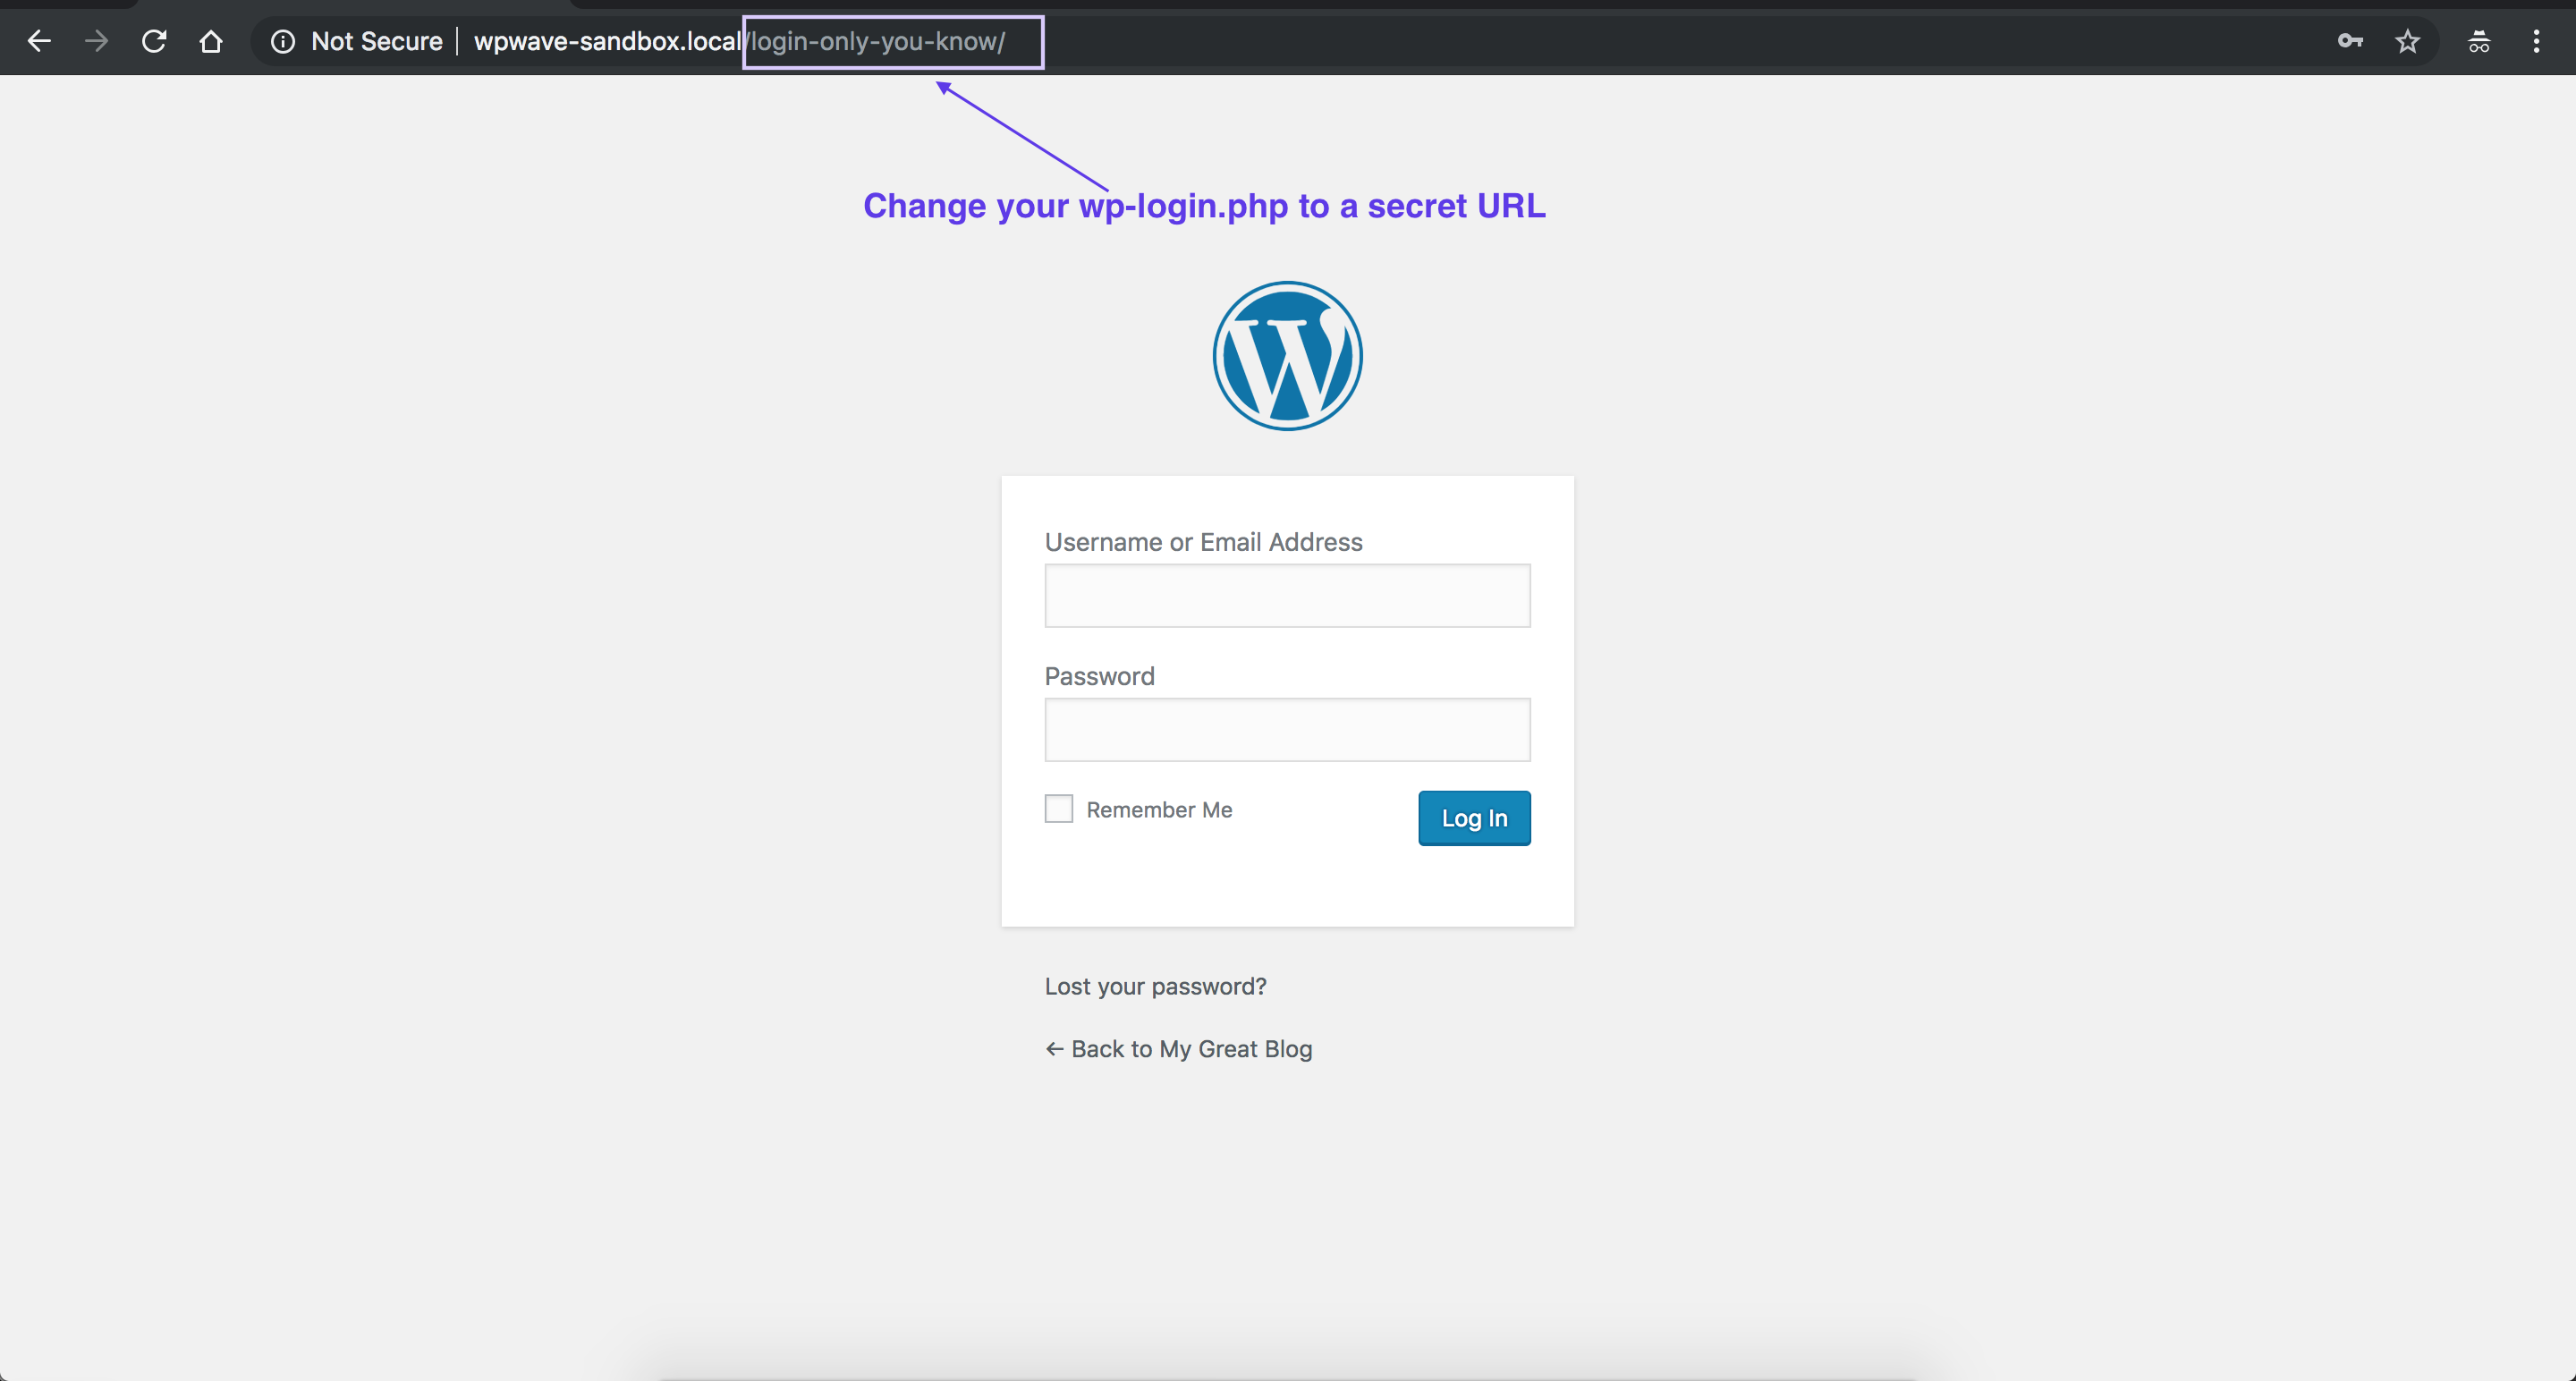 Not Secure | wpwave-sandbox.local/login-only-you-know/
Change your wp-login.php to a secret URL
Username or Email Address
Password
Remember Me
Log In
Lost your password?
← Back to My Great Blog